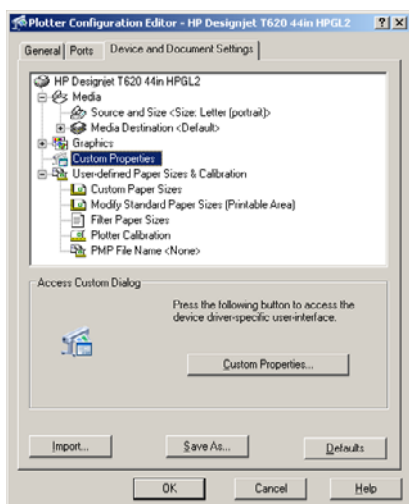 Plotter Configuration Editor - HP Designjet T620 44in HPGL2
General Ports Device and Document Settings
HP Designjet T620 44in HPGL2
Media
Source and Size <Size: Letter (portrait)>
Media Destination <Default>
Graphics
Custom Properties
User-defined Paper Sizes & Calibration
Custom Paper Sizes
Modify Standard Paper Sizes (Printable Area)
Filter Paper Sizes
Plotter Calibration
PMP File Name <None>
Access Custom Dialog
Press the following button to access the
device driver-specific user-interface.
Custom Properties...
Import... Save As... Defaults
OK Cancel Help